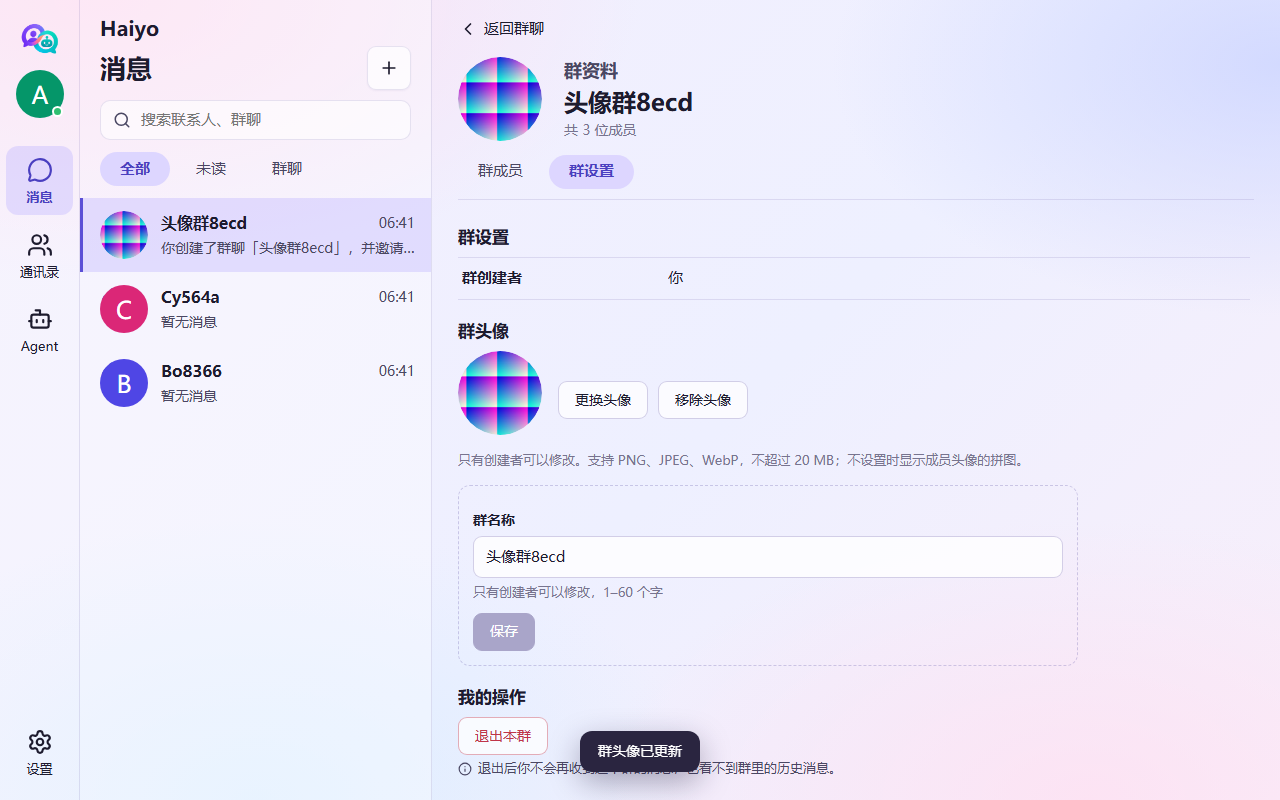 Haiyo
消息
搜索联系人、群聊
全部 未读 群聊
头像群8ecd 06:41
你创建了群聊「头像群8ecd」，并邀请...
C
Cy564a 06:41
暂无消息
B
Bo8366 06:41
暂无消息
A
消息
通讯录
Agent
设置
返回群聊
群资料
头像群8ecd
共 3 位成员
群成员 群设置
群设置
群创建者 你
群头像
更换头像 移除头像
只有创建者可以修改。支持 PNG、JPEG、WebP，不超过 20 MB；不设置时显示成员头像的拼图。
群名称
头像群8ecd
只有创建者可以修改，1–60 个字
保存
我的操作
退出本群
群头像已更新
退出后你不会再收到 看不到群里的历史消息。